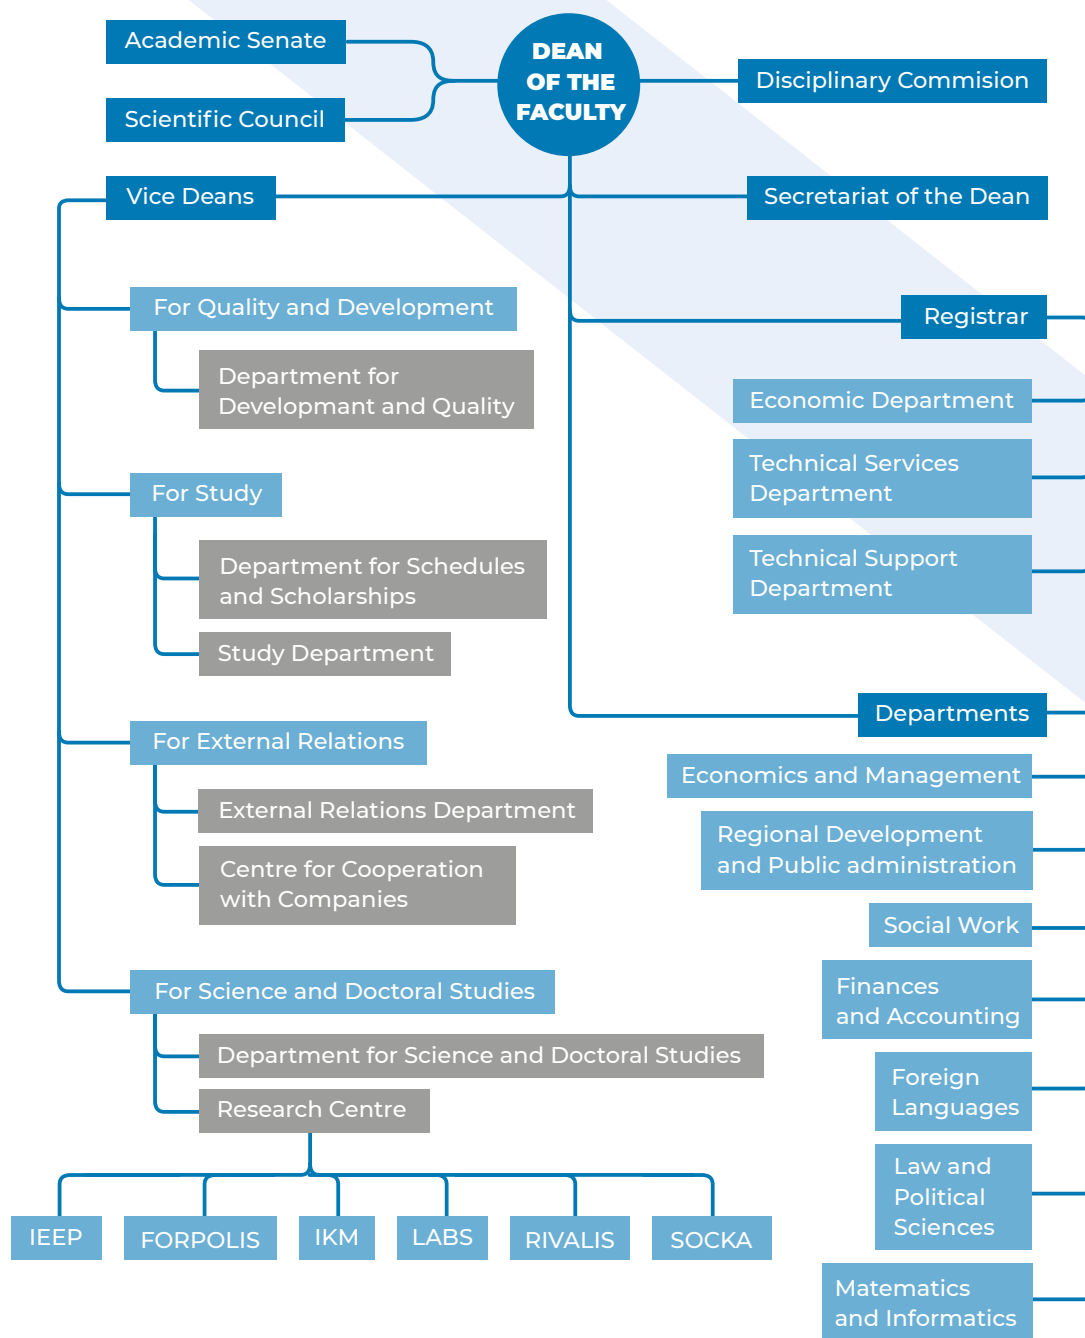 Academic Senate
Scientific Council
DEAN
OF THE
FACULTY
Disciplinary Commision
Vice Deans
Secretariat of the Dean
For Quality and Development
Department for
Developmant and Quality
For Study
Department for Schedules
and Scholarships
Study Department
For External Relations
External Relations Department
Centre for Cooperation
with Companies
For Science and Doctoral Studies
Department for Science and Doctoral Studies
Research Centre
IEEP
FORPOLIS
IKM
LABS
RIVALIS
SOCKA
Registrar
Economic Department
Technical Services
Department
Technical Support
Department
Departments
Economics and Management
Regional Development
and Public administration
Social Work
Finances
and Accounting
Foreign
Languages
Law and
Political
Sciences
Matematics
and Informatics